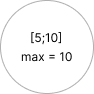 [5;10]
max = 10